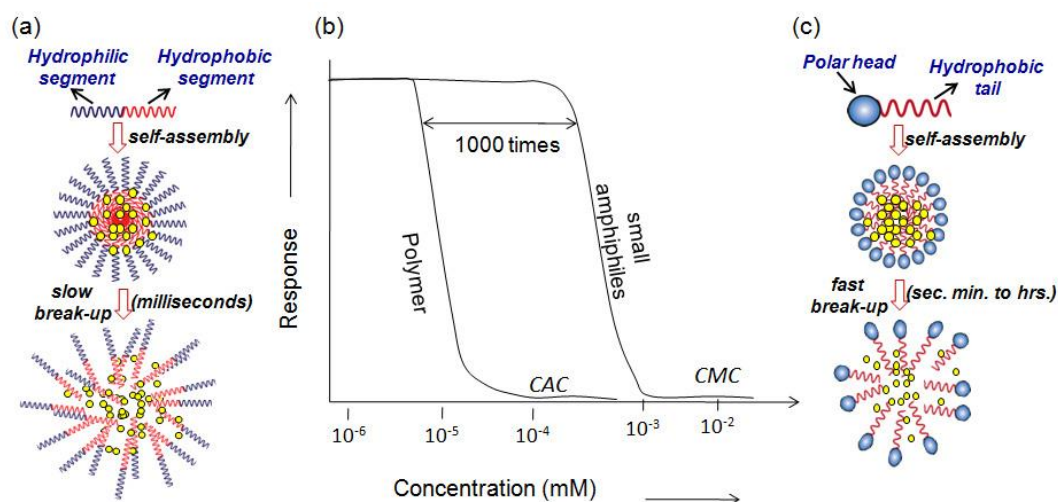 (a)
Hydrophilic
segment
Hydrophobic
segment
self-assembly
slow
break-up
(milliseconds)
(b)
Response
1000 times
Polymer
small
amphiphiles
CAC
CMC
10-6
10-5
10-4
10-3
10-2
Concentration (mM)
(c)
Polar head
Hydrophobic
tail
self-assembly
fast
break-up
(sec. min. to hrs.)